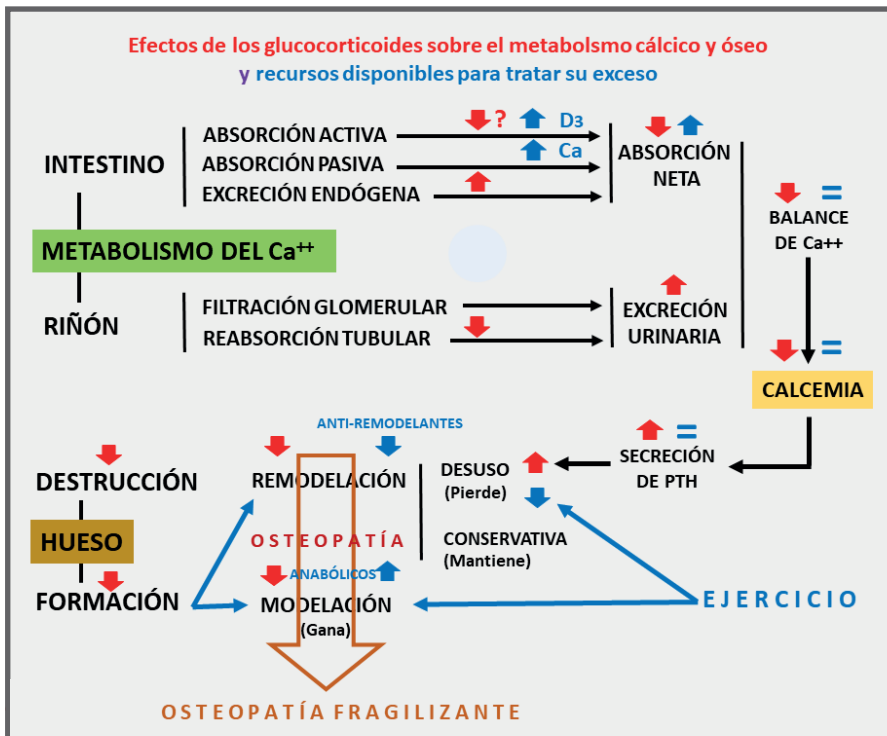 Efectos de los glucocorticoides sobre el metabolsmo cálcico y óseo
y recursos disponibles para tratar su exceso
INTESTINO
ABSORCIÓN ACTIVA
? D3
ABSORCIÓN PASIVA
Ca
EXCRECIÓN ENDÓGENA
ABSORCIÓN
NETA
=
BALANCE
DE Ca++
METABOLISMO DEL Ca++
RIÑÓN
FILTRACIÓN GLOMERULAR
REABSORCIÓN TUBULAR
EXCRECIÓN
URINARIA
=
CALCEMIA
=
SECRECIÓN
DE PTH
ANTI-REMODELANTES
DESTRUCCIÓN
REMODELACIÓN
DESUSO
(Pierde)
HUESO
OSTEOPATÍA
CONSERVATIVA
(Mantiene)
FORMACIÓN
ANABÓLICOS
MODELACIÓN
(Gana)
EJERCICIO
OSTEOPATÍA FRAGILIZANTE